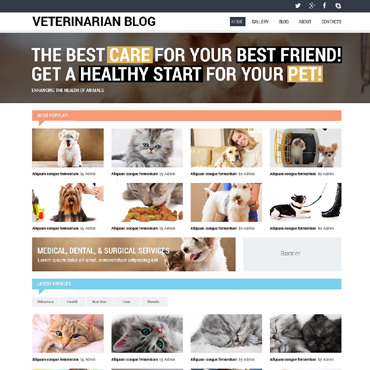 VETERINARIAN BLOG
HOME GALLERY BLOG ABOUT CONTACTS
THE BEST CARE FOR YOUR BEST FRIEND!
GET A HEALTHY START FOR YOUR PET!
ENHANCING THE HEALTH OF ANIMALS
MOST POPULAR
Aliquam congue fermentum by Admin Aliquam congue fermentum by Admin Aliquam congue fermentum by Admin Aliquam congue fermentum by Admin
Aliquam congue fermentum by Admin Aliquam congue fermentum by Admin Aliquam congue fermentum by Admin Aliquam congue fermentum by Admin
MEDICAL, DENTAL, & SURGICAL SERVICES
Lorem ipsum dolor sit amet, consectetur adipiscing elit
Banner
LATEST ARTICLES
Behaviour Health Nutrition Care Breeds
Aliquam congue fermentum by Admin Aliquam congue fermentum by Admin Aliquam congue fermentum by Admin Aliquam congue fermentum by Admin